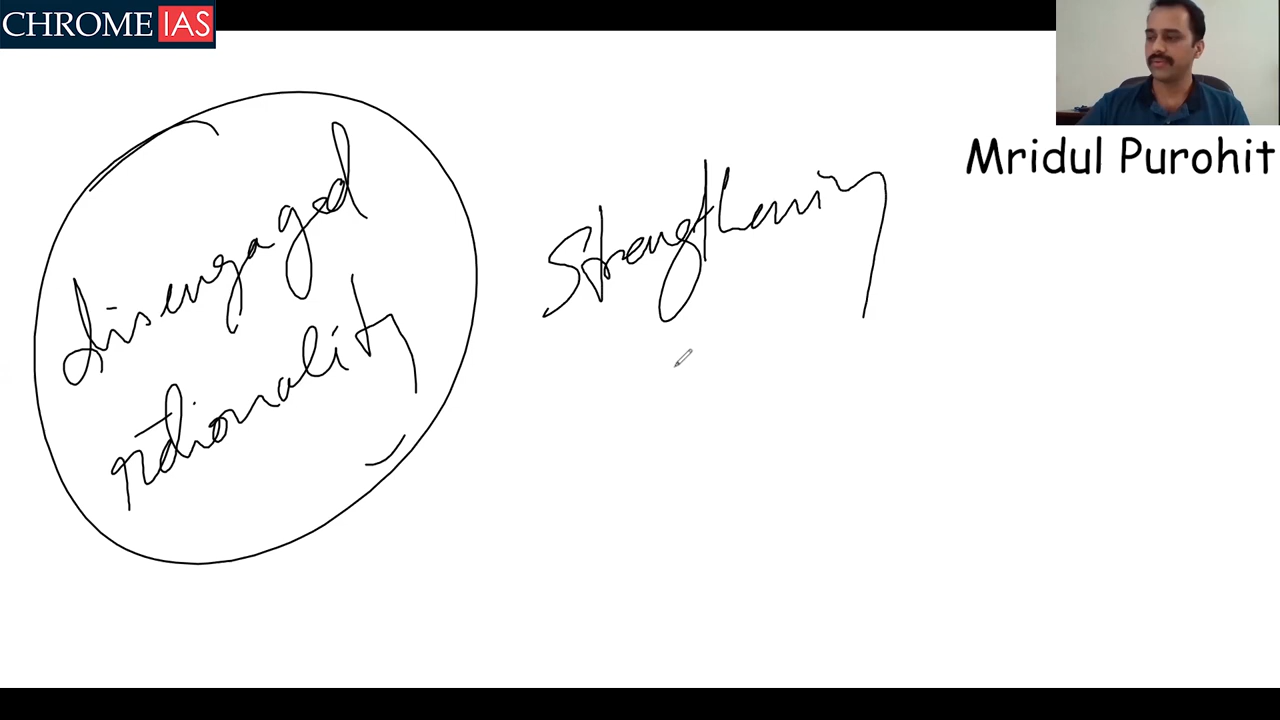 CHROME IAS
Mridul Purohit
disengaged
rationality
Strengthening